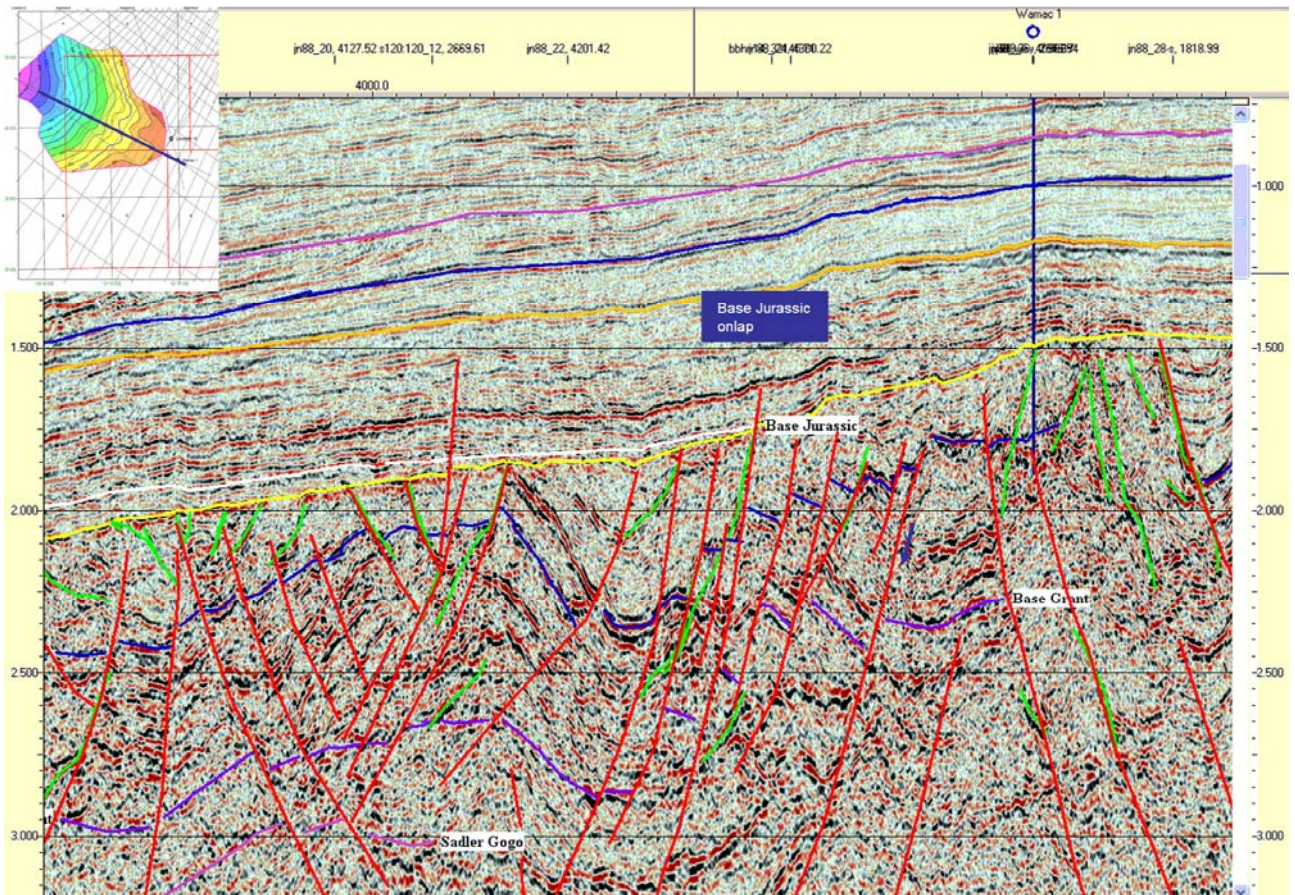 Wamac 1
jn88_20, 4127.52
s120:120_12, 2669.61
jn88_22, 4201.42
jn88_28-s, 1818.99
4000.0
-1.000
Base Jurassic
onlap
1.500
-1.500
Base Jurassic
2.000
-2.000
Base Grant
2.500
-2.500
3.000
-3.000
Sadler Gogo